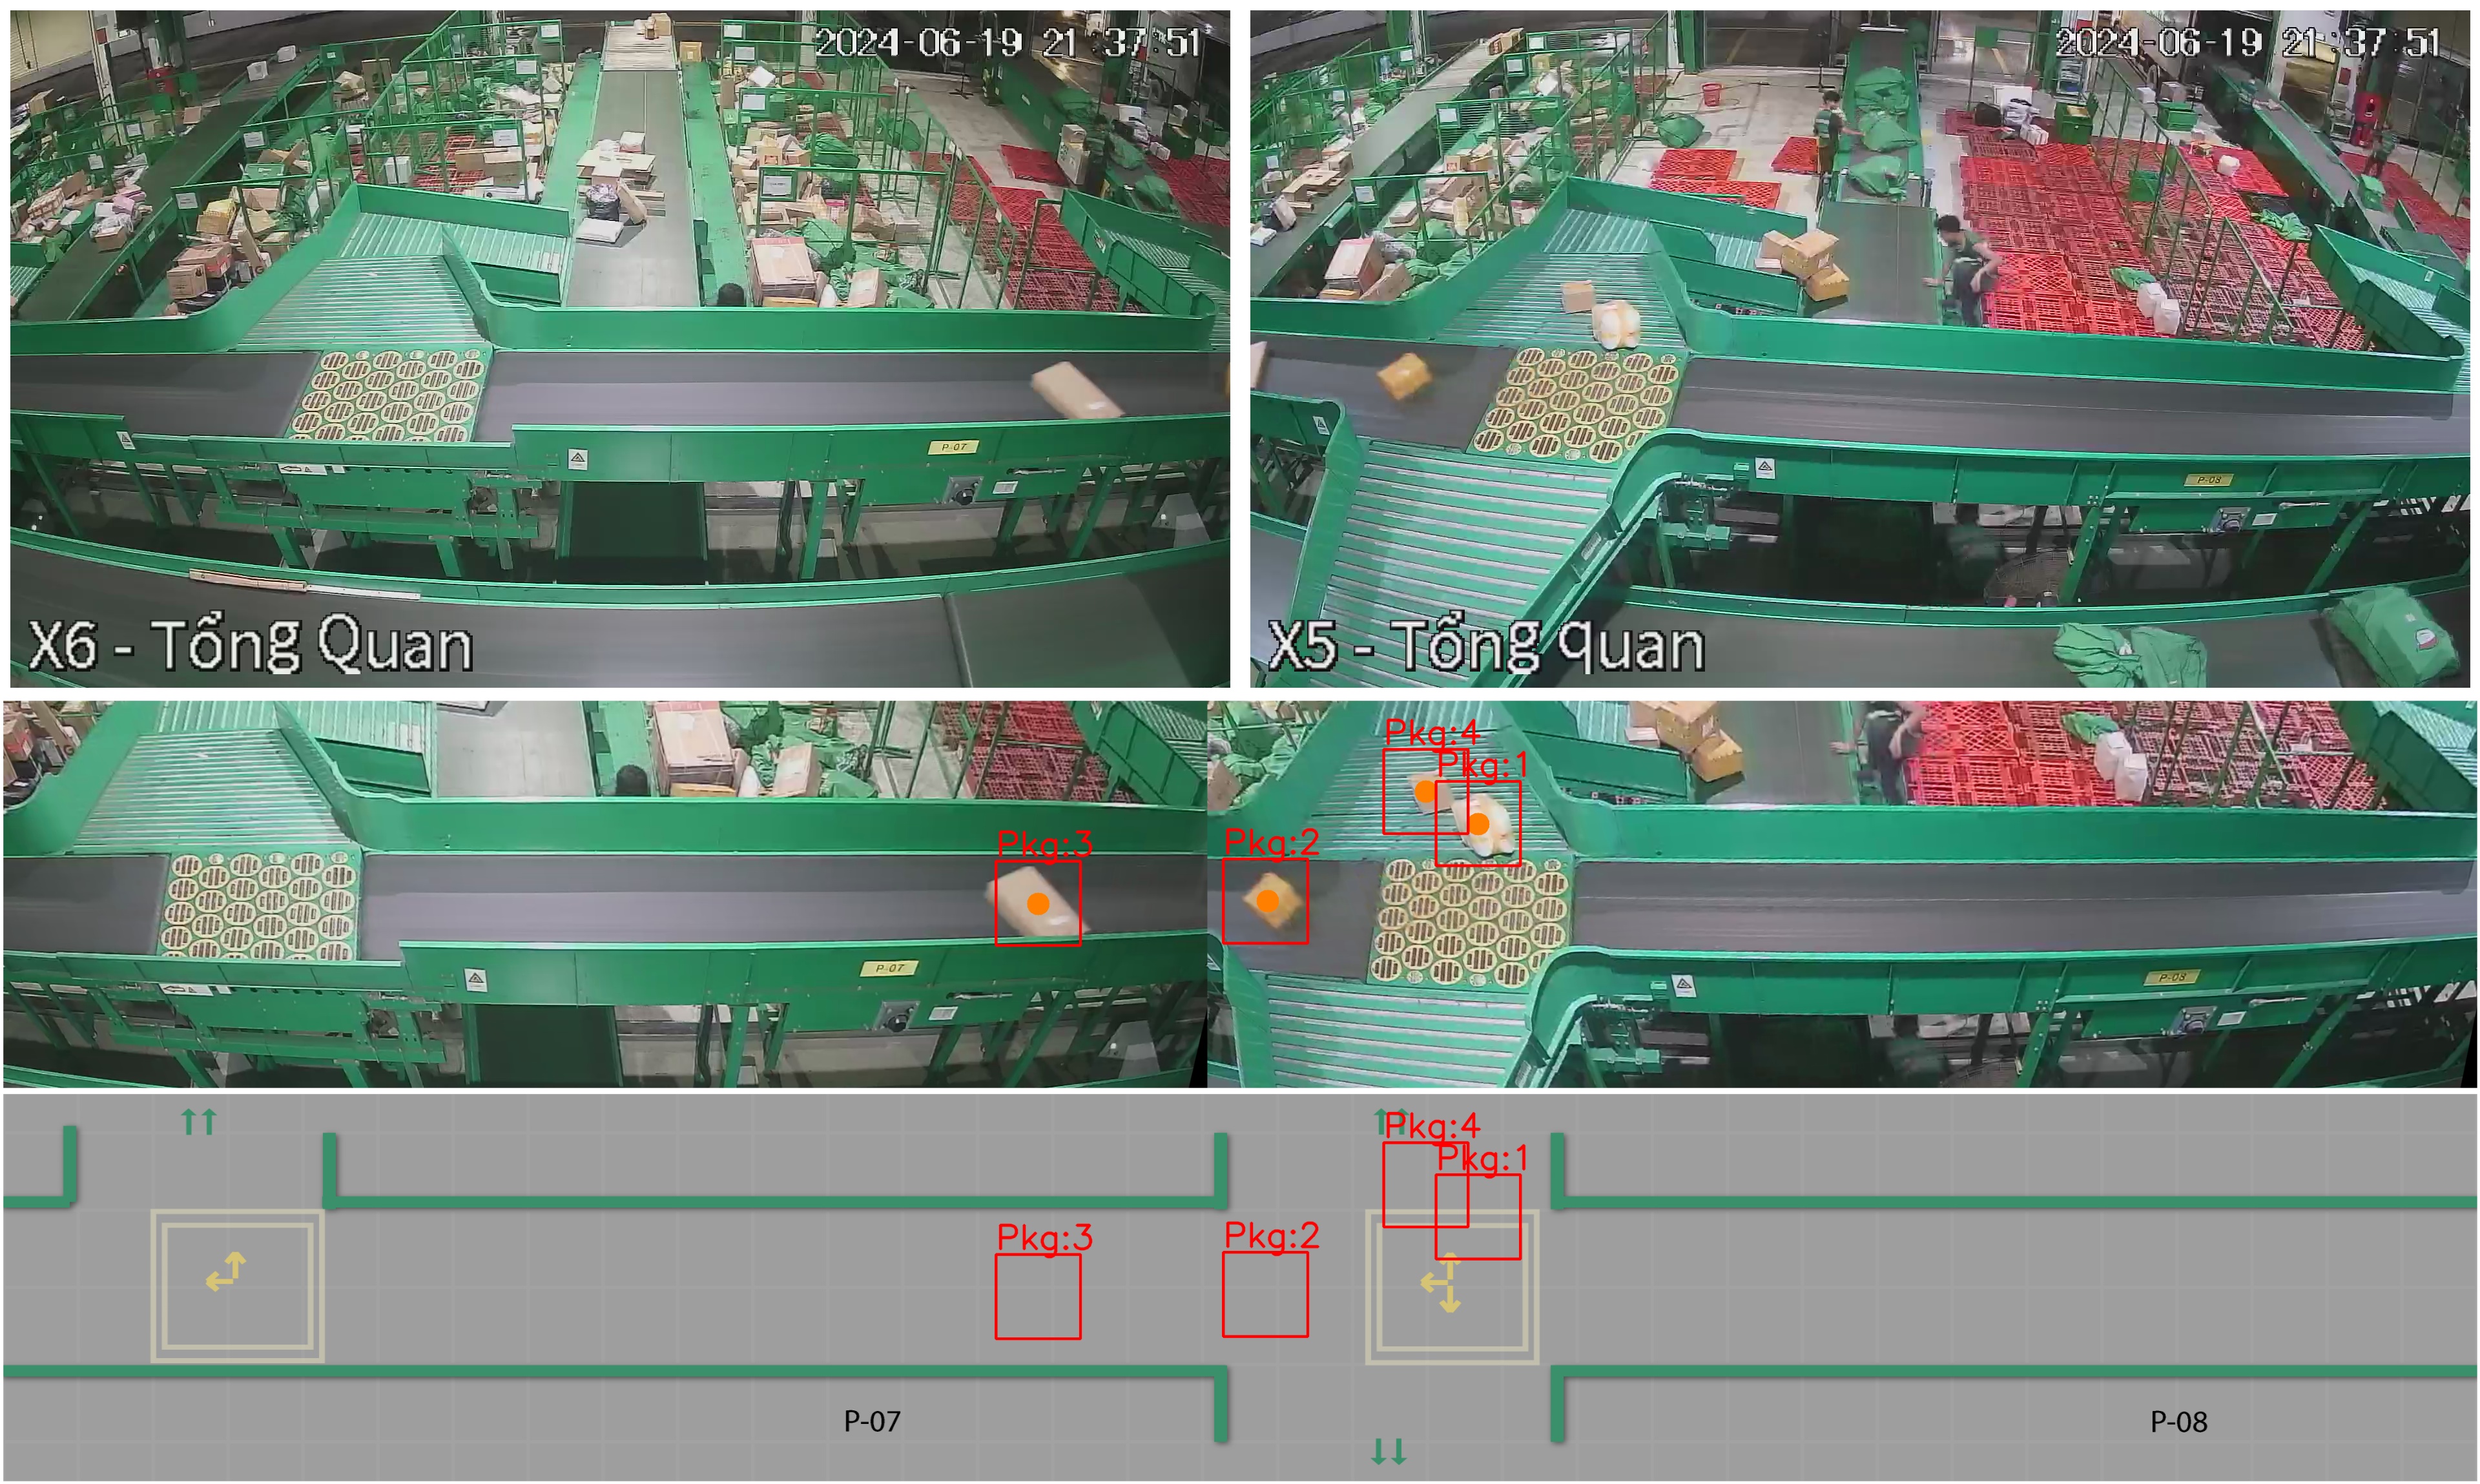 2024-06-19 21 37:51
X6 - Tổng Quan
P-07
2024-06-19 21:37:51
X5 - Tổng quan
P-08
Pkg:3
P-07
Pkg:4
Pkg:1
Pkg:2
P-08
↑↑
↑↑
Pkg:4
Pkg:1
Pkg:3
Pkg:2
P-07
P-08
↓↓